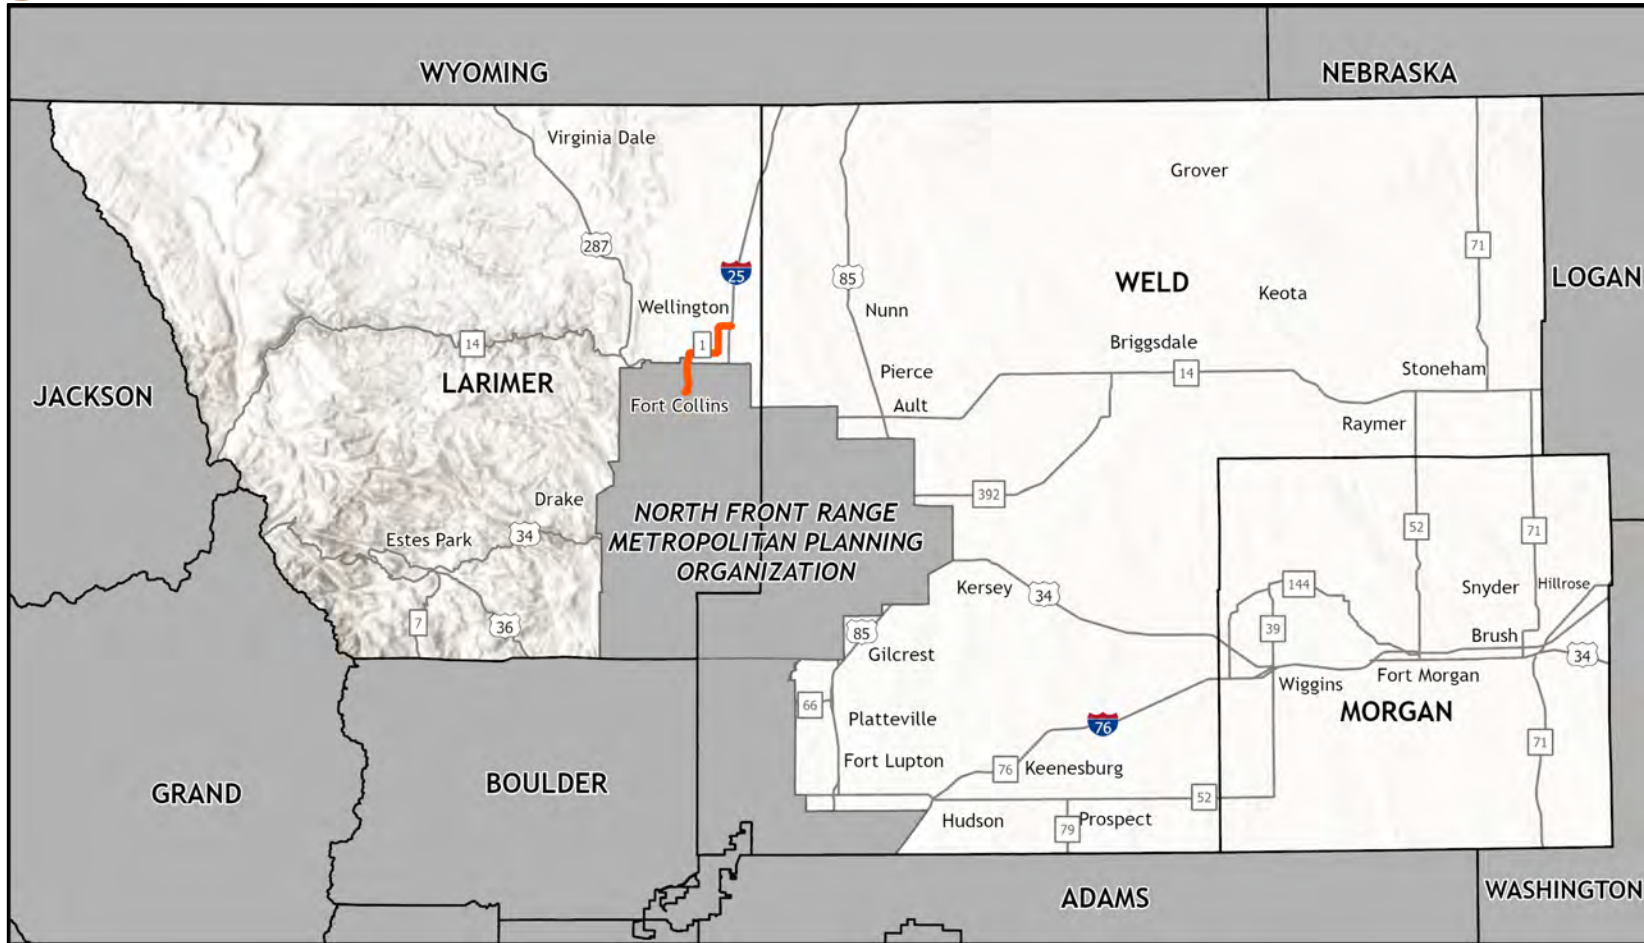 WYOMING
NEBRASKA
Virginia Dale
Grover
287
25
85
71
WELD
LOGAN
Wellington
Nunn
Keota
1
14
Briggsdale
JACKSON
LARIMER
Pierce
14
Stoneham
Fort Collins
Ault
Raymer
Drake
392
NORTH FRONT RANGE
METROPOLITAN PLANNING
ORGANIZATION
52
71
Estes Park
34
Kersey
34
144
Snyder
Hillrose
7
36
85
39
Brush
34
Gilcrest
Wiggins
Fort Morgan
66
Platteville
76
MORGAN
71
Fort Lupton
76
Keenesburg
GRAND
BOULDER
52
Hudson
79
Prospect
ADAMS
WASHINGTON